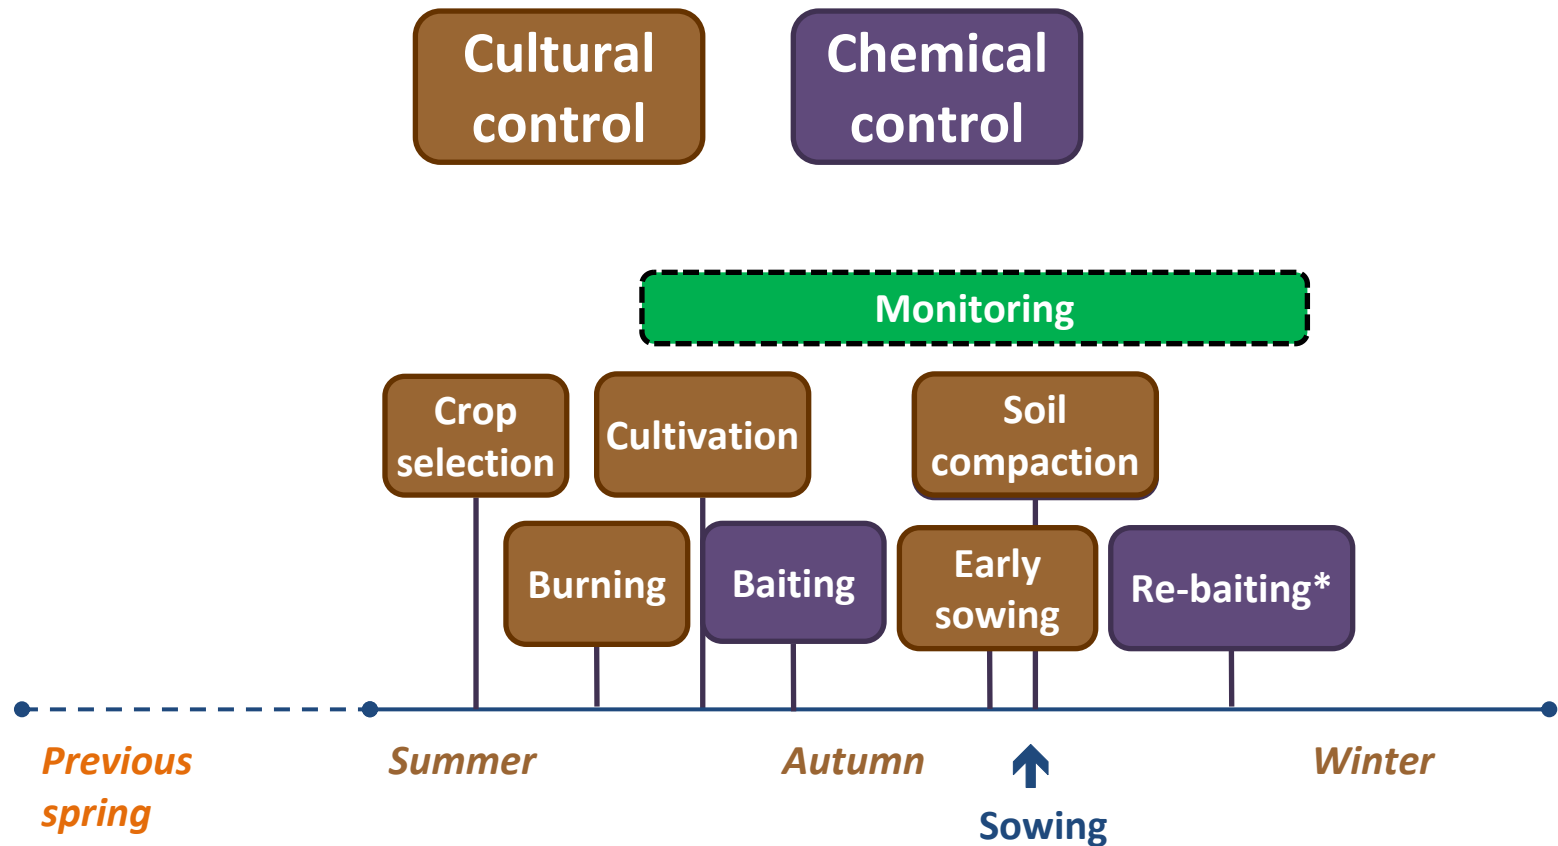 Cultural
control
Chemical
control
Monitoring
Crop
selection
Cultivation
Soil
compaction
Burning
Baiting
Early
sowing
Re-baiting*
Previous
spring
Summer
Autumn
Winter
Sowing